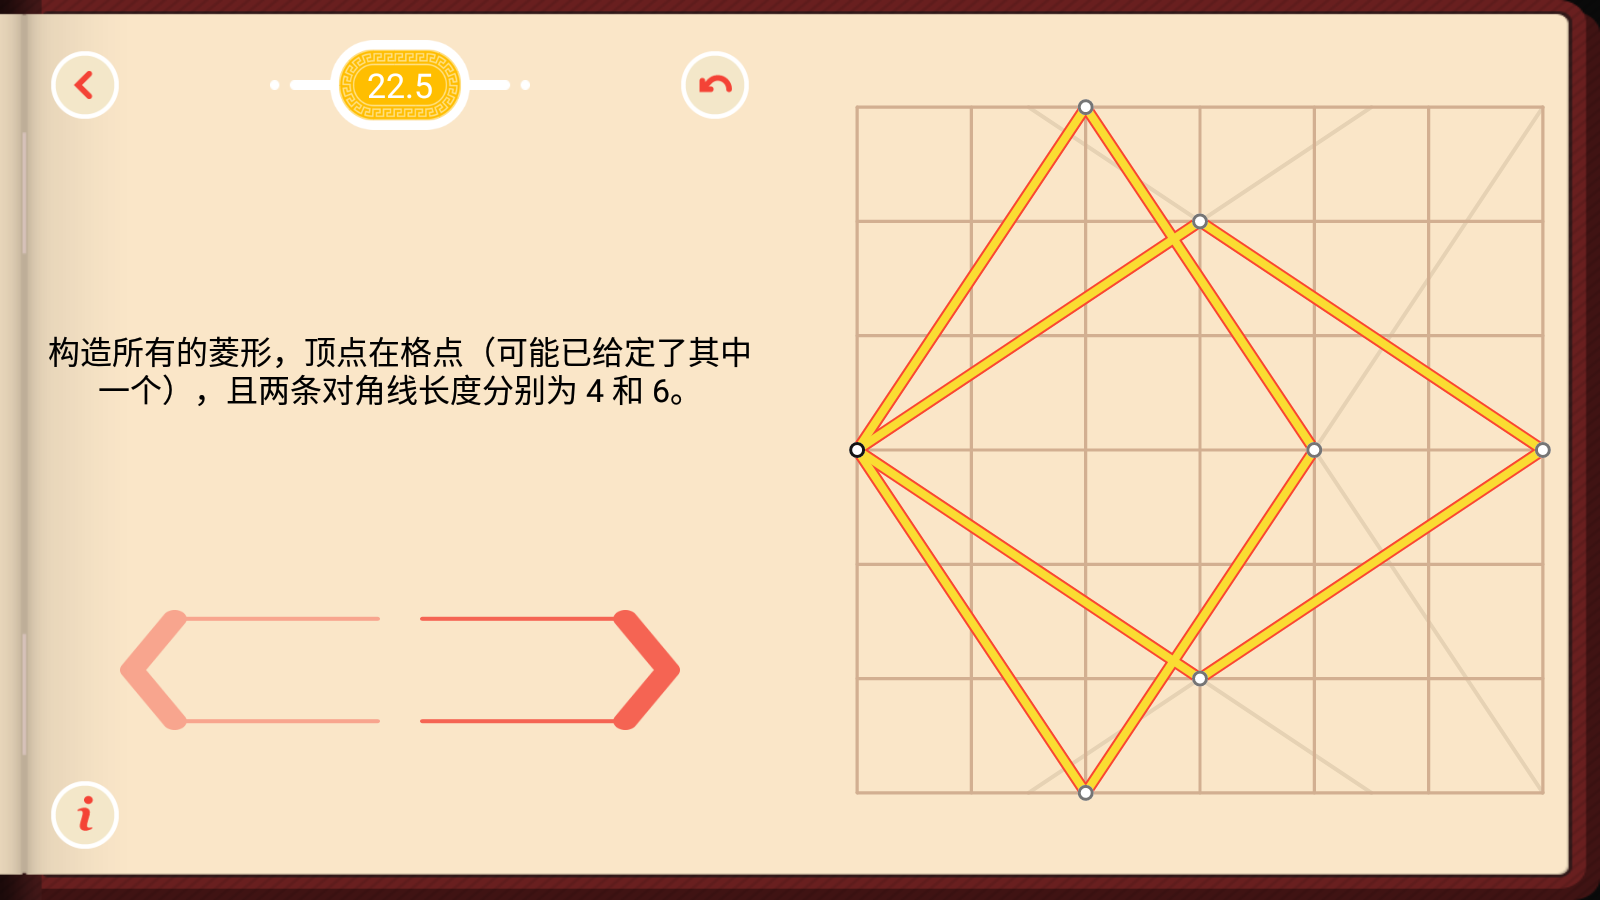 22.5
构造所有的菱形，顶点在格点（可能已给定了其中
一个），且两条对角线长度分别为 4 和 6。
i